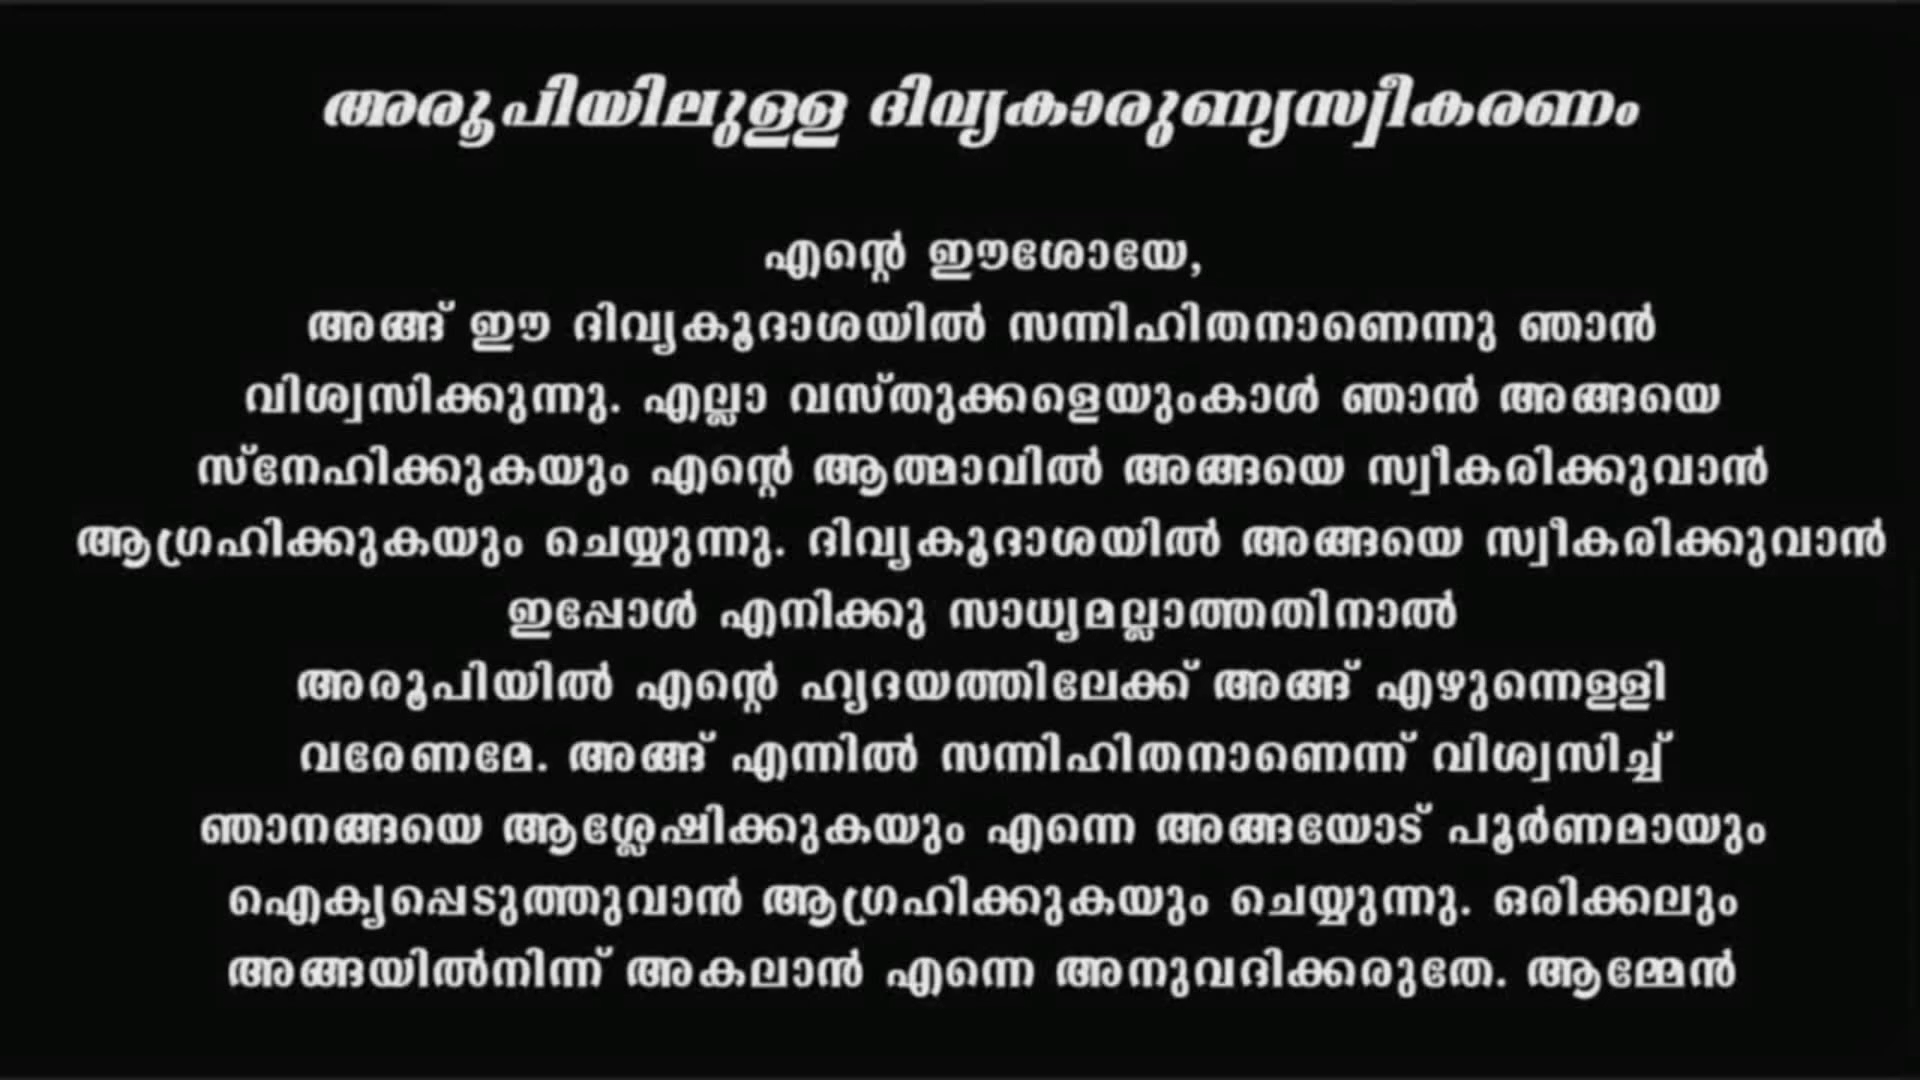 അരൂപിയിലുള്ള ദിവ്യകാരുണ്യസ്വീകരണം
എന്റെ ഈശോയേ,
അങ്ങ് ഈ ദിവ്യകൂദാശയിൽ സന്നിഹിതനാണെന്നു ഞാൻ
വിശ്വസിക്കുന്നു. എല്ലാ വസ്തുക്കളെയുംകാൾ ഞാൻ അങ്ങയെ
സ്നേഹിക്കുകയും എന്റെ ആത്മാവിൽ അങ്ങയെ സ്വീകരിക്കുവാൻ
ആഗ്രഹിക്കുകയും ചെയ്യുന്നു. ദിവ്യകൂദാശയിൽ അങ്ങയെ സ്വീകരിക്കുവാൻ
ഇപ്പോൾ എനിക്കു സാധ്യമല്ലാത്തതിനാൽ
അരൂപിയിൽ എന്റെ ഹൃദയത്തിലേക്ക് അങ്ങ് എഴുന്നെള്ളി
വരേണമേ. അങ്ങ് എന്നിൽ സന്നിഹിതനാണെന്ന് വിശ്വസിച്ച്
ഞാനങ്ങയെ ആശ്ലേഷിക്കുകയും എന്നെ അങ്ങയോട് പൂർണമായും
ഐക്യപ്പെടുത്തുവാൻ ആഗ്രഹിക്കുകയും ചെയ്യുന്നു. ഒരിക്കലും
അങ്ങയിൽനിന്ന് അകലാൻ എന്നെ അനുവദിക്കരുതേ. ആമ്മേൻ